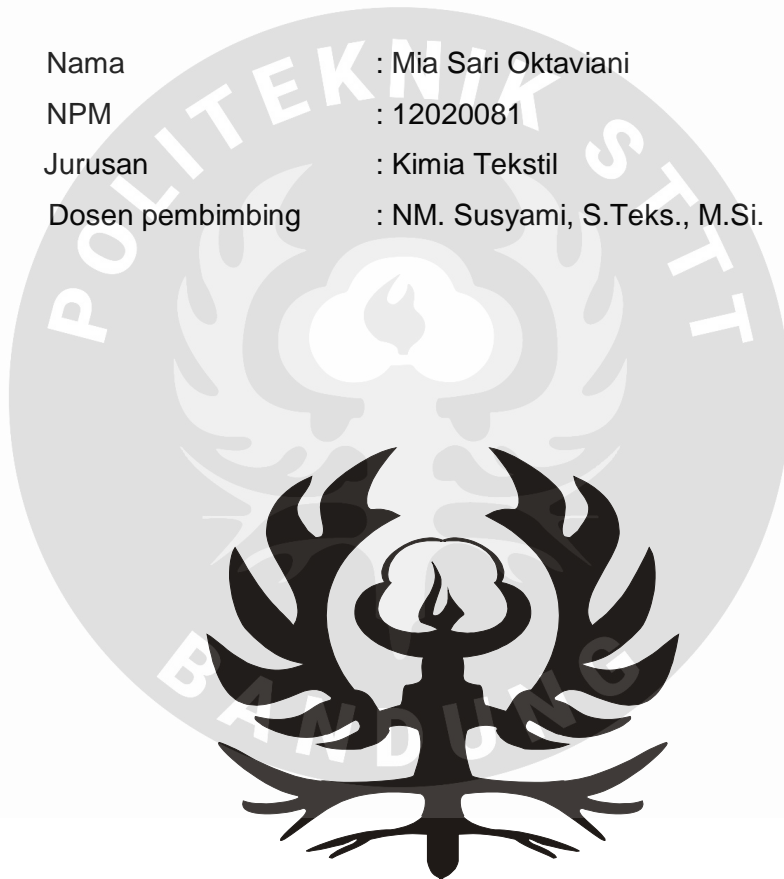 Nama : Mia Sari Oktaviani
NPM : 12020081
Jurusan : Kimia Tekstil
Dosen pembimbing : NM. Susyami, S.Teks., M.Si.
POLITEKNIK STTT
BANDUNG